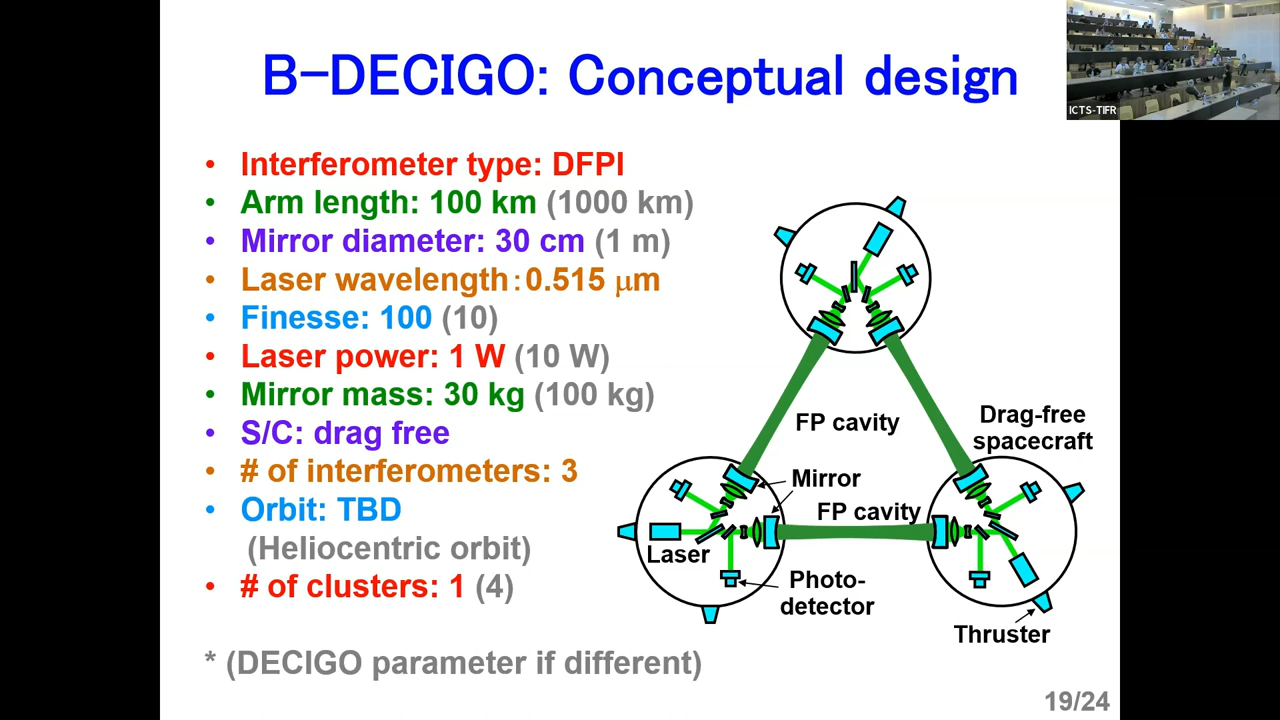 B-DECIGO: Conceptual design
ICTS-TIFR
• Interferometer type: DFPI
• Arm length: 100 km (1000 km)
• Mirror diameter: 30 cm (1 m)
• Laser wavelength:0.515 μm
• Finesse: 100 (10)
• Laser power: 1 W (10 W)
• Mirror mass: 30 kg (100 kg)
• S/C: drag free
• # of interferometers: 3
• Orbit: TBD
(Heliocentric orbit)
• # of clusters: 1 (4)
* (DECIGO parameter if different)
FP cavity
Drag-free
spacecraft
Mirror
FP cavity
Laser
Photo-
detector
Thruster
19/24